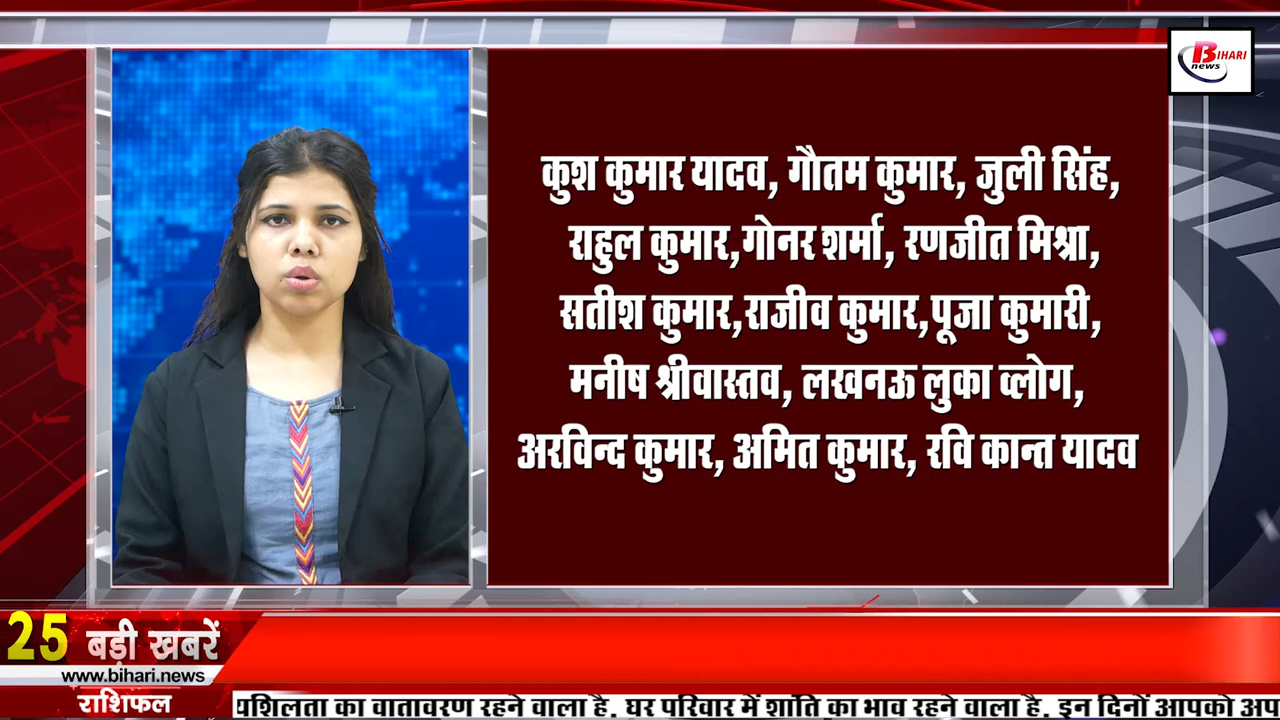 BIHARI
news
कुश कुमार यादव, गौतम कुमार, जुली सिंह,
राहुल कुमार,गोनर शर्मा, रणजीत मिश्रा,
सतीश कुमार,राजीव कुमार,पूजा कुमारी,
मनीष श्रीवास्तव, लखनऊ लुका व्लोग,
अरविन्द कुमार, अमित कुमार, रवि कान्त यादव
25 बड़ी खबरें
www.bihari.news
राशिफल
शिलता का वातावरण रहने वाला है. घर परिवार में शांति का भाव रहने वाला है. इन दिनों आपको अप